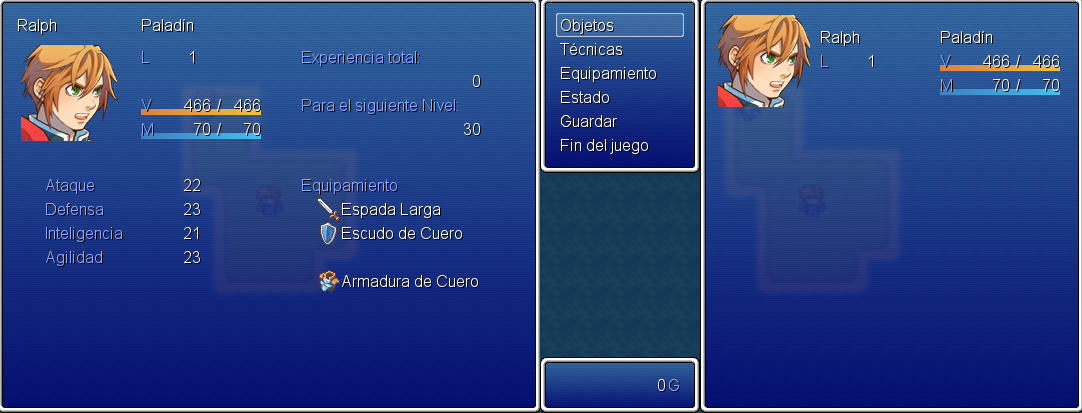 Ralph Paladín
L 1 Experiencia total:
0
V 466 / 466 Para el siguiente Nivel:
M 70 / 70 30
Ataque 22 Equipamiento
Defensa 23 Espada Larga
Inteligencia 21 Escudo de Cuero
Agilidad 23
Armadura de Cuero
Objetos
Técnicas
Equipamiento
Estado
Guardar
Fin del juego
0 G
Ralph Paladín
L 1 V 466 / 466
M 70 / 70